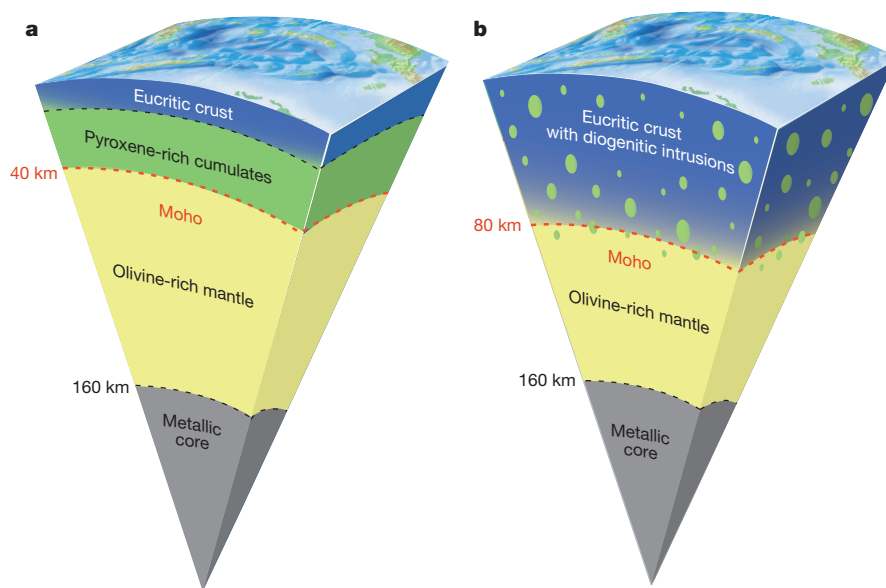 a
Eucritic crust
Pyroxene-rich cumulates
40 km
Moho
Olivine-rich mantle
160 km
Metallic
core
b
Eucritic crust
with diogenitic intrusions
80 km
Moho
Olivine-rich mantle
160 km
Metallic
core